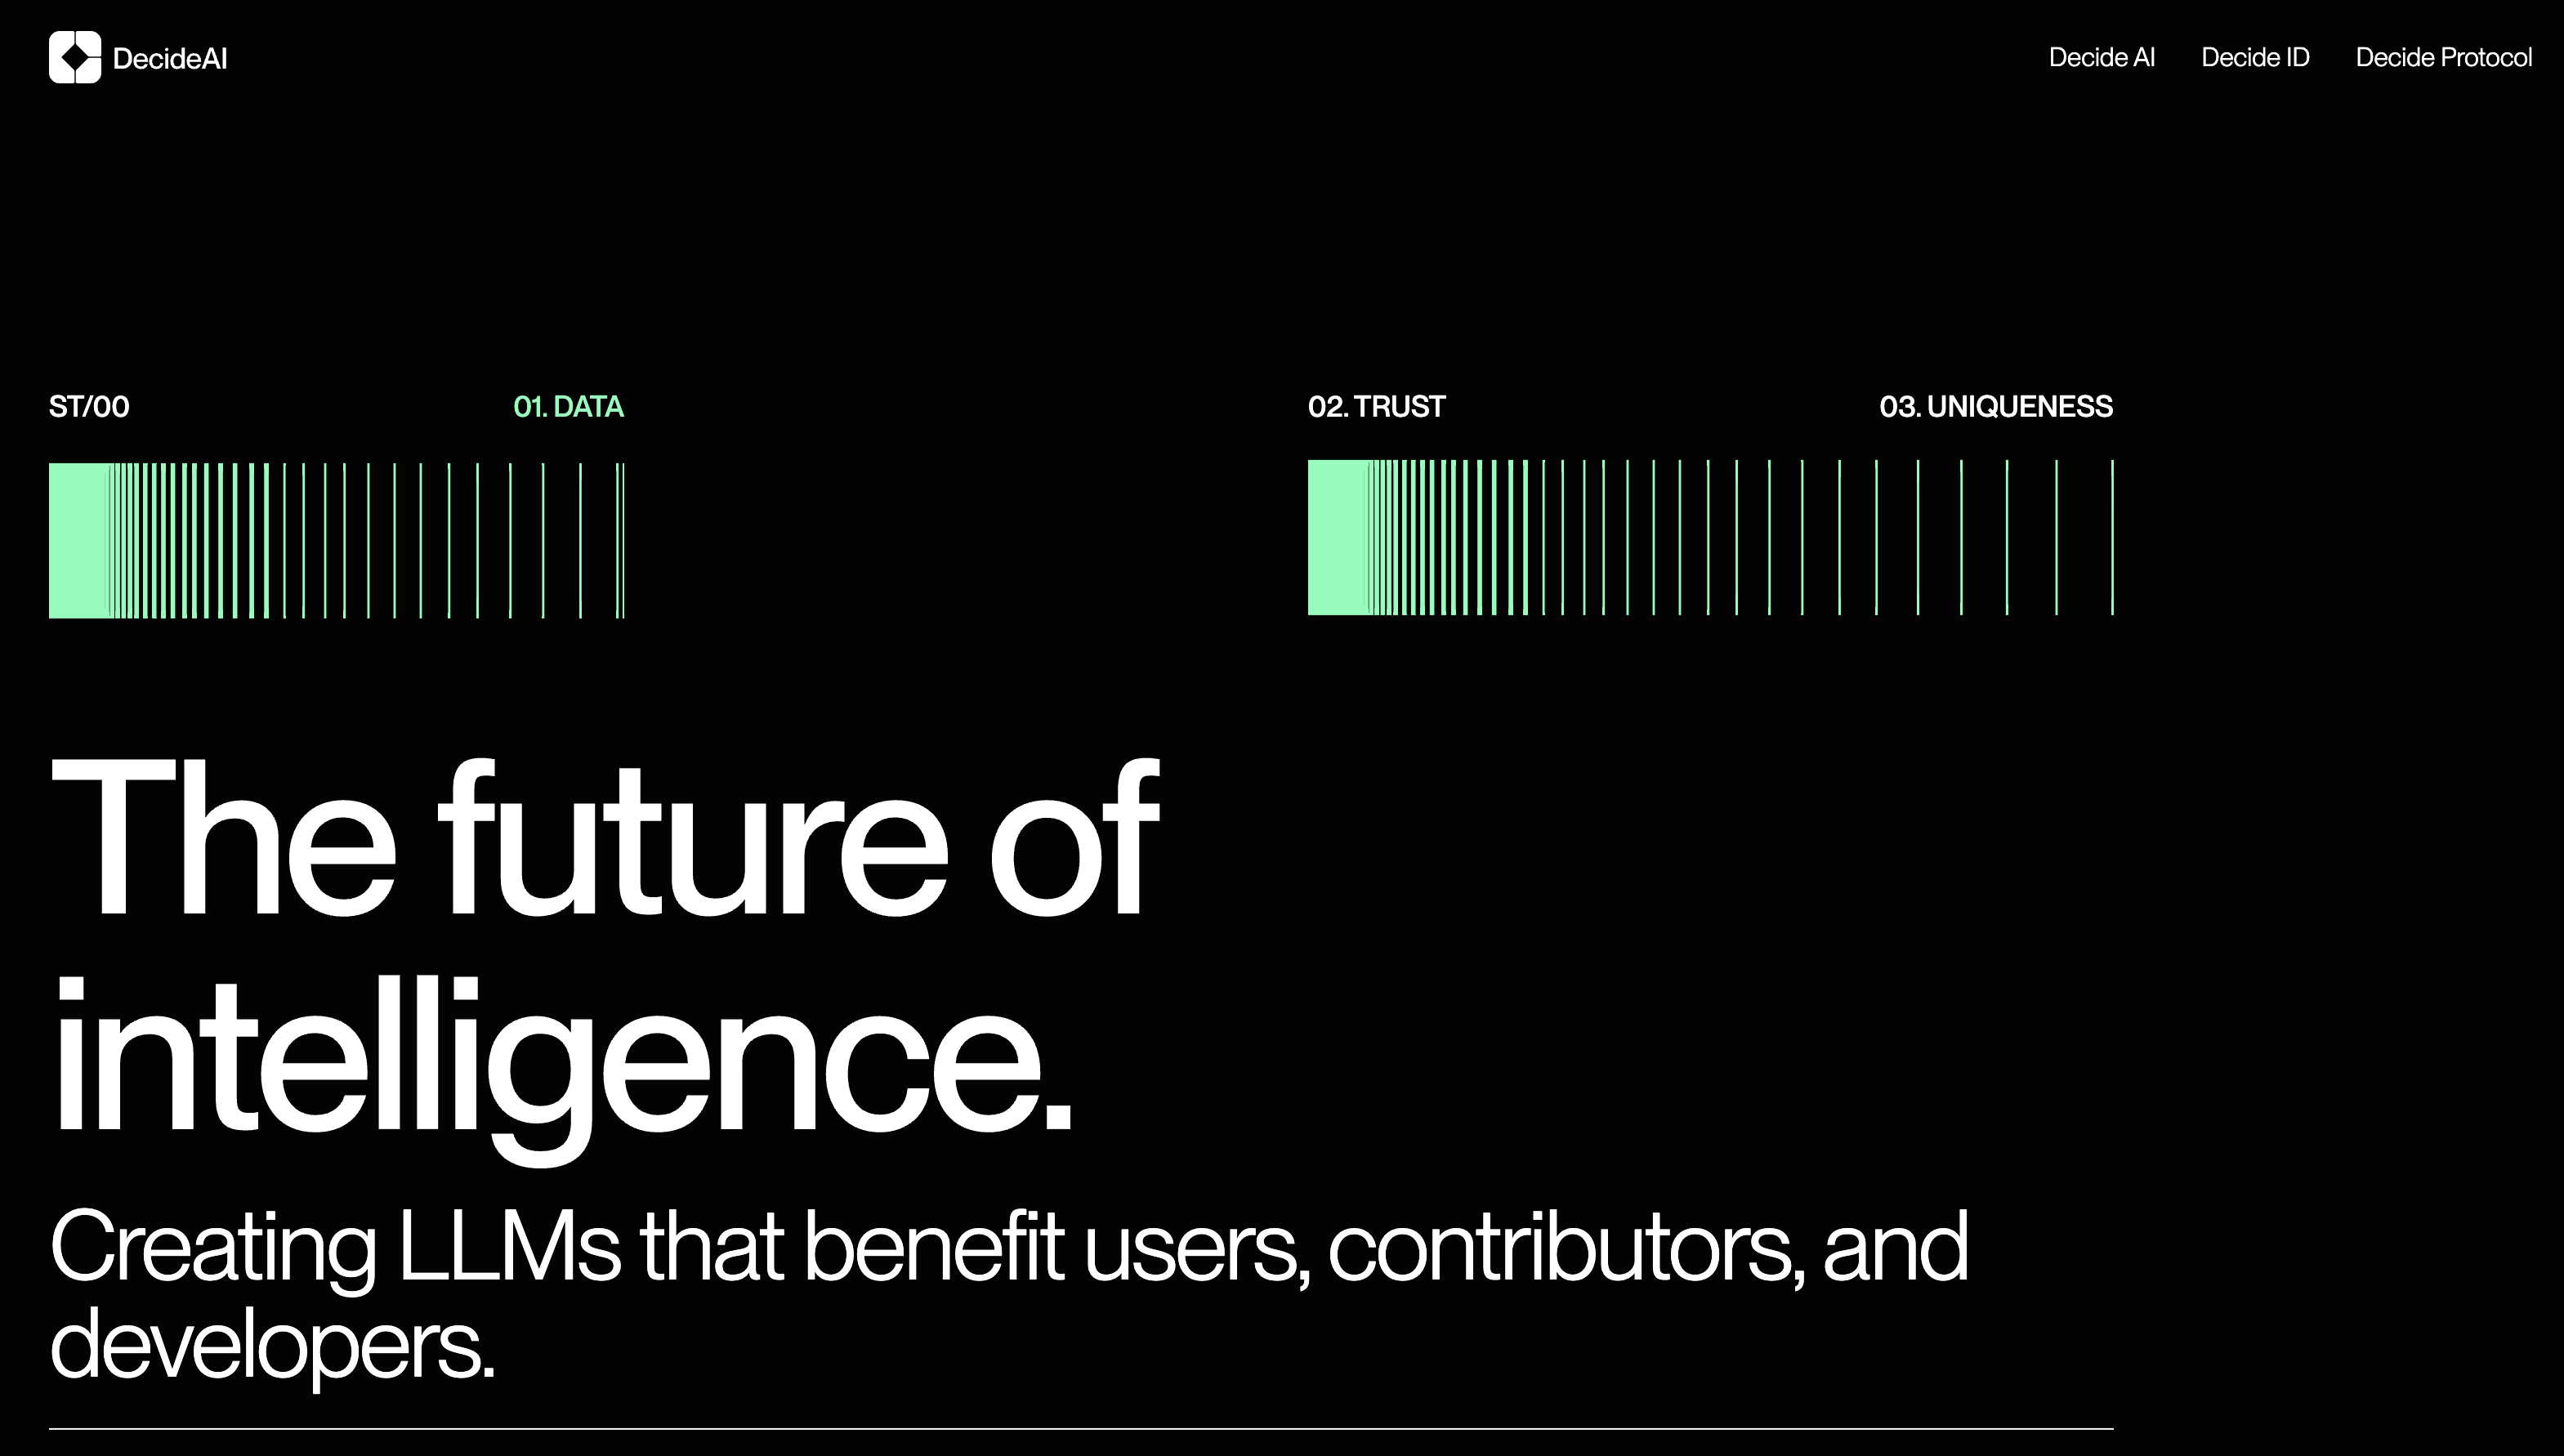 DecideAI
Decide AI
Decide ID
Decide Protocol
ST/00
01. DATA
02. TRUST
03. UNIQUENESS
The future of
intelligence.
Creating LLMs that benefit users, contributors, and
developers.